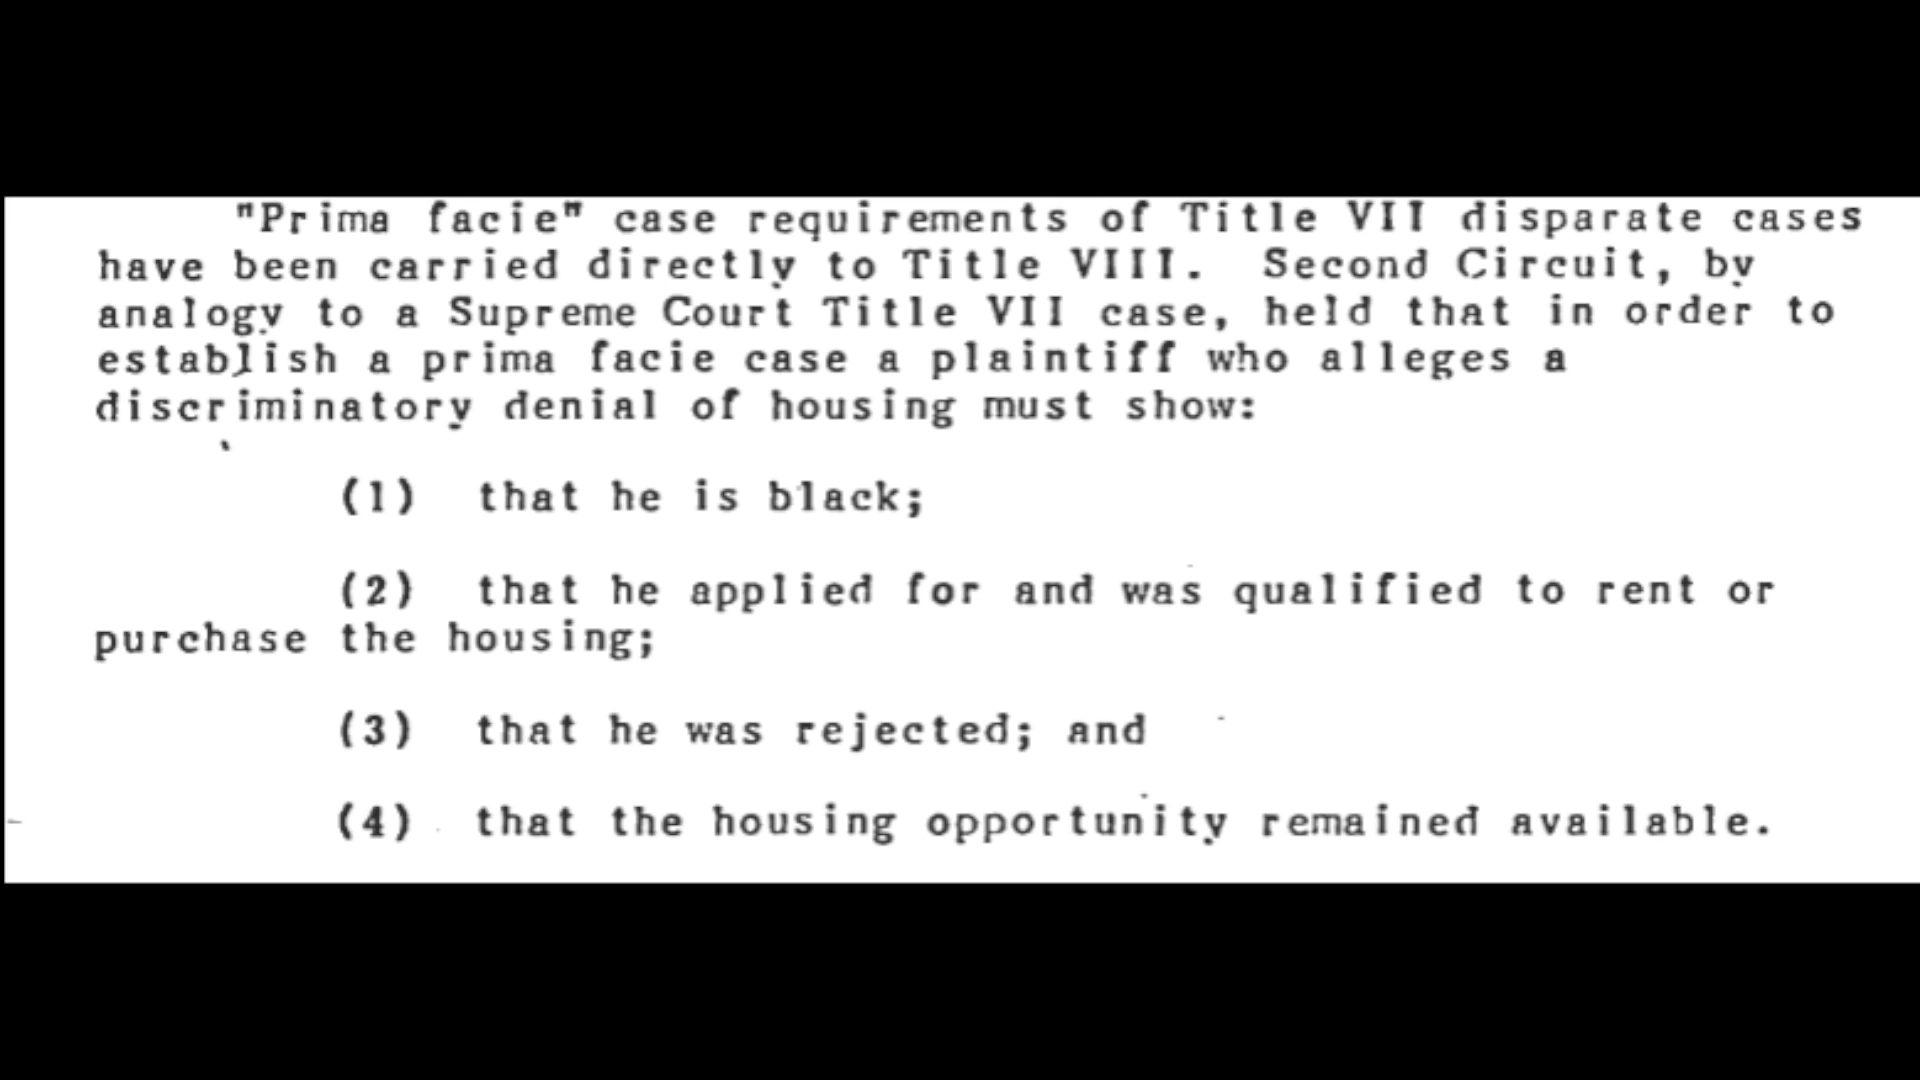 "Prima facie" case requirements of Title VII disparate cases
have been carried directly to Title VIII. Second Circuit, by
analogy to a Supreme Court Title VII case, held that in order to
establish a prima facie case a plaintiff who alleges a
discriminatory denial of housing must show:
(1) that he is black;
(2) that he applied for and was qualified to rent or
purchase the housing;
(3) that he was rejected; and
(4) that the housing opportunity remained available.